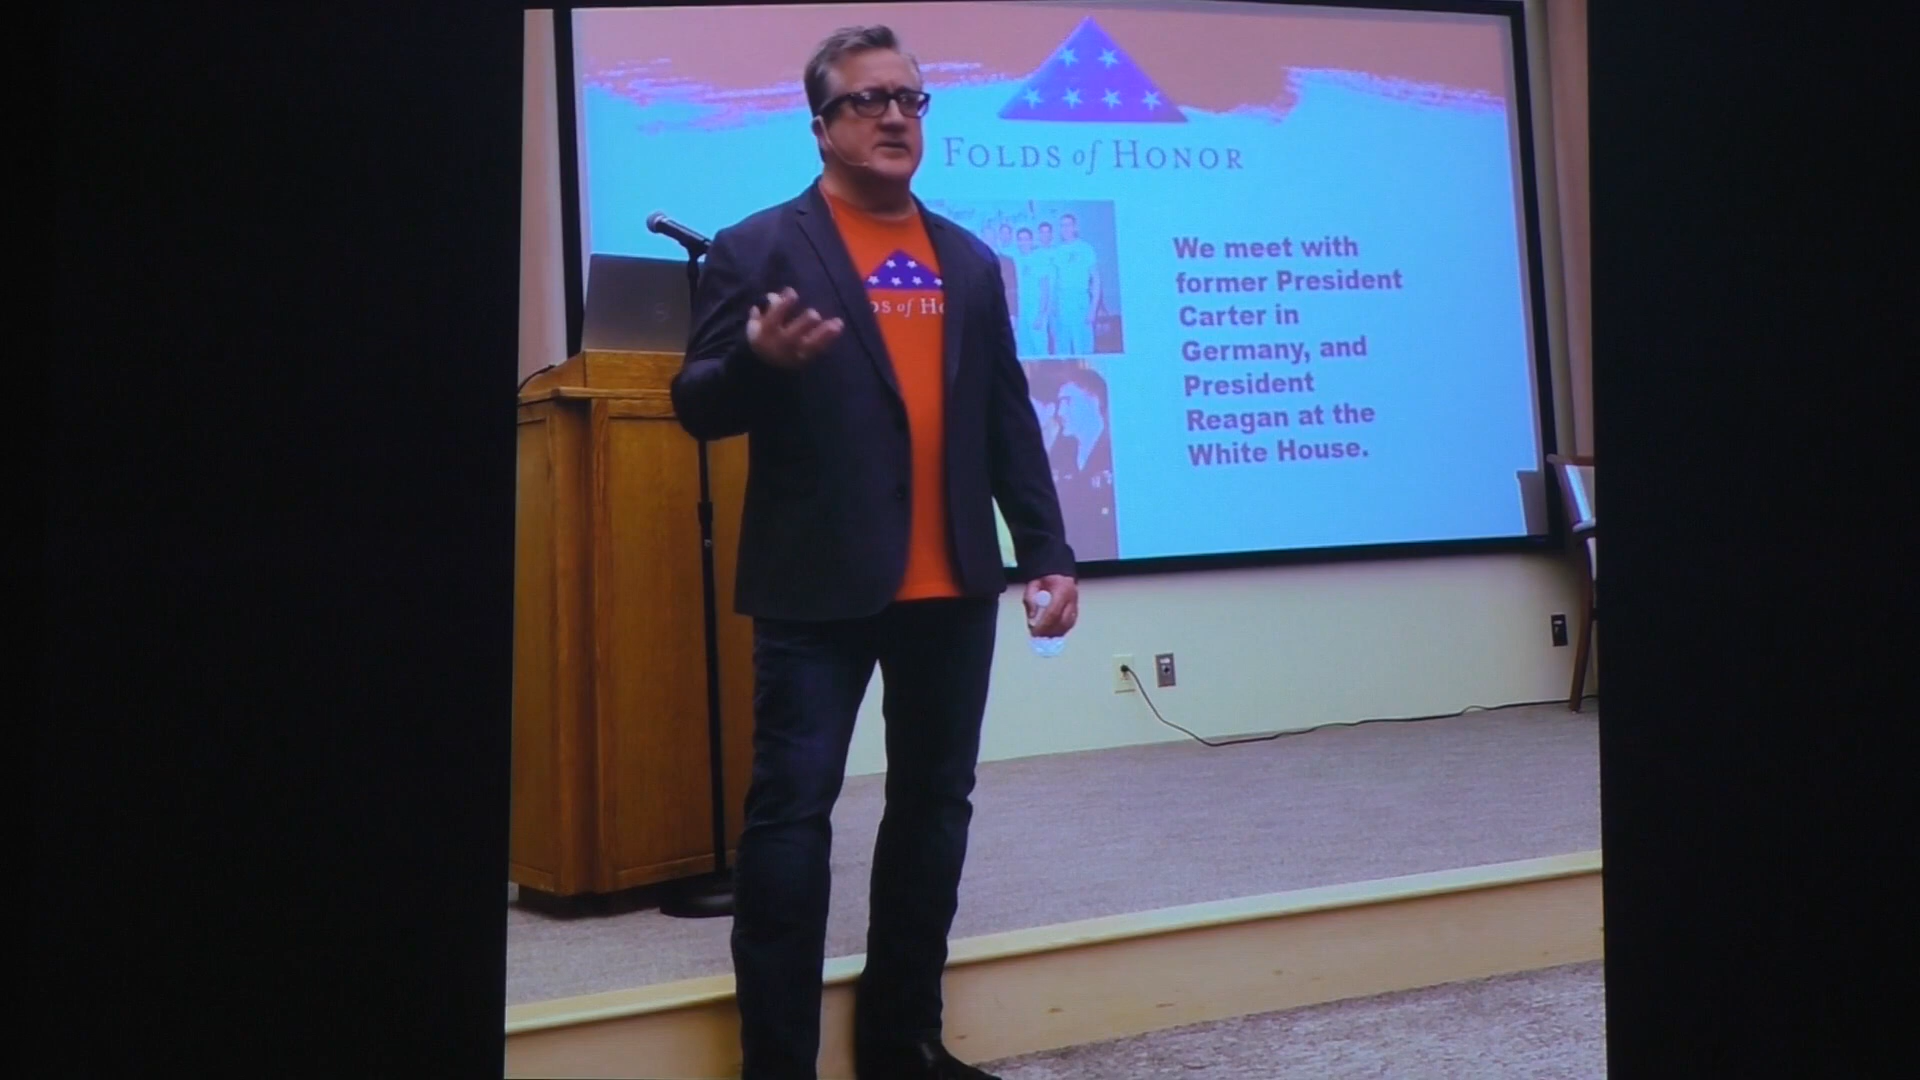 FOLDS of HONOR
We meet with
former President
Carter in
Germany, and
President
Reagan at the
White House.
DS of HO